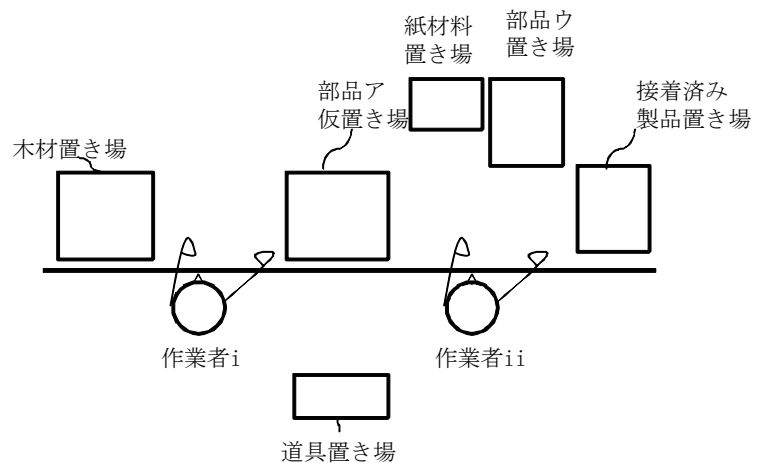 紙材料
置き場
部品ウ
置き場
部品ア
仮置き場
接着済み
製品置き場
木材置き場
作業者i
作業者ii
道具置き場